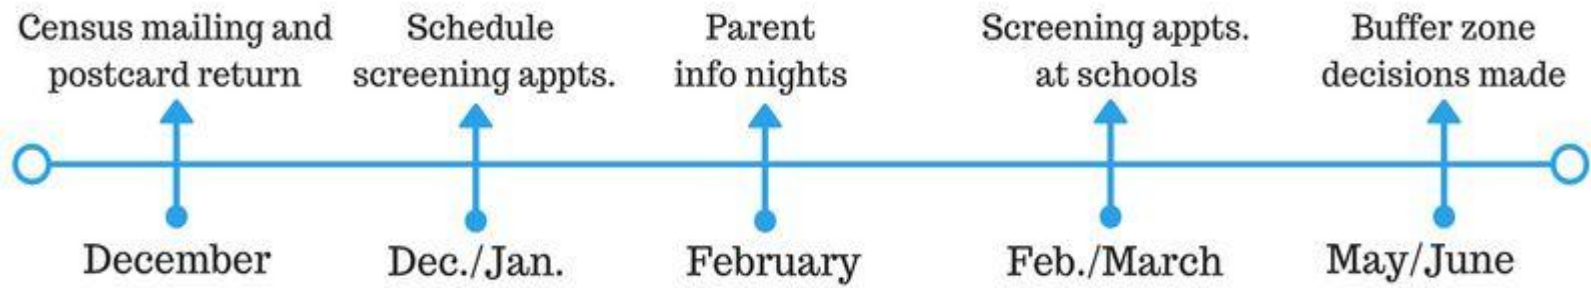 Census mailing and
postcard return
Schedule
screening appts.
Parent
info nights
Screening appts.
at schools
Buffer zone
decisions made
December
Dec./Jan.
February
Feb./March
May/June